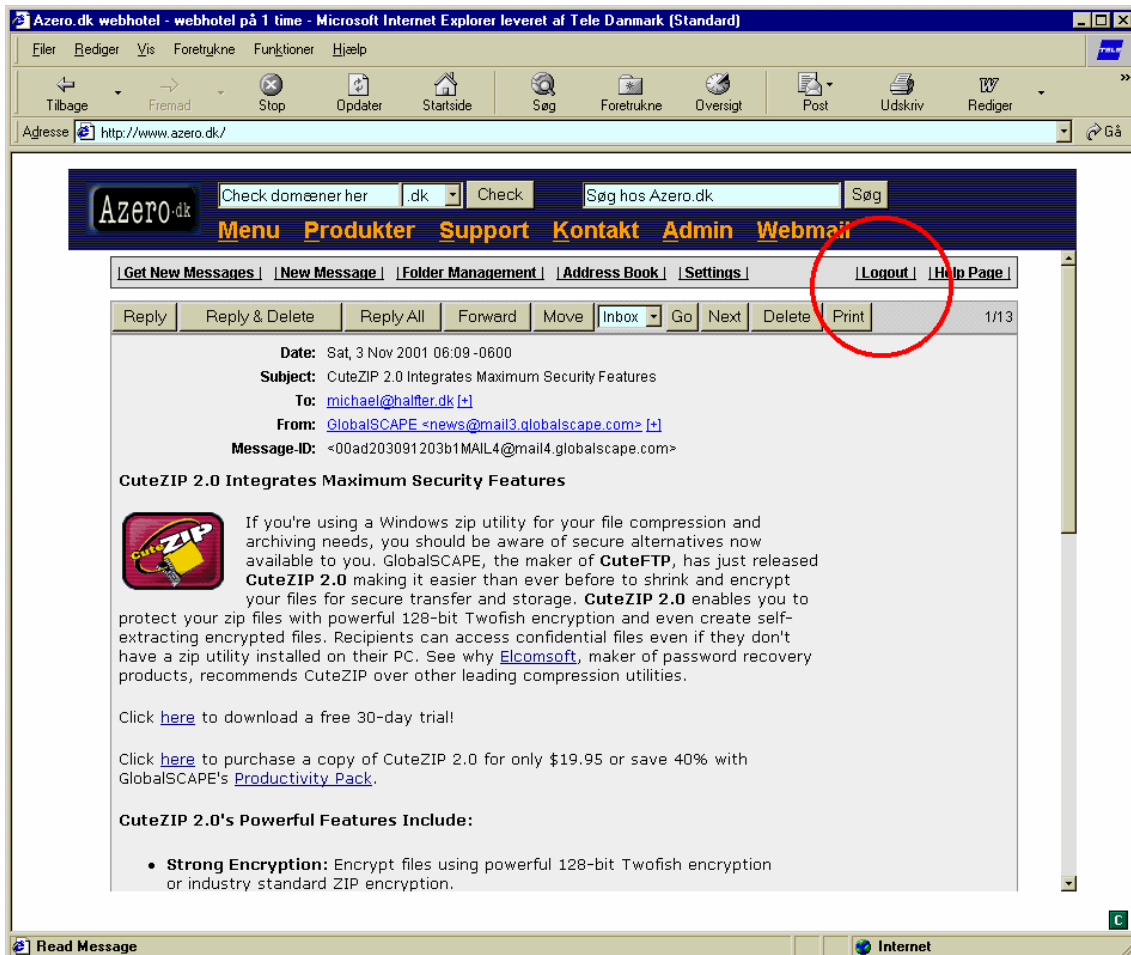 Azero.dk webhotel - webhotel på 1 time - Microsoft Internet Explorer leveret af Tele Danmark (Standard)
Filer Rediger Vis Foretrukne Funktioner Hjælp
TELE
Tilbage Fremad Stop Opdater Startside Søg Foretrukne Oversigt Post Udskriv Rediger »
Adresse http://www.azero.dk/ Gå
Azero.dk Check domæner her .dk Check Søg hos Azero.dk Søg
Menu Produkter Support Kontakt Admin Webmail
| Get New Messages | | New Message | | Folder Management | | Address Book | | Settings | | Logout | | Help Page |
Reply Reply & Delete Reply All Forward Move Inbox Go Next Delete Print 1/13
Date: Sat, 3 Nov 2001 06:09 -0600
Subject: CuteZIP 2.0 Integrates Maximum Security Features
To: michael@halfter.dk [+]
From: GlobalSCAPE <news@mail3.globalscape.com> [+]
Message-ID: <00ad203091203b1MAIL4@mail4.globalscape.com>
CuteZIP 2.0 Integrates Maximum Security Features
cuteZIP
If you're using a Windows zip utility for your file compression and
archiving needs, you should be aware of secure alternatives now
available to you. GlobalSCAPE, the maker of CuteFTP, has just released
CuteZIP 2.0 making it easier than ever before to shrink and encrypt
your files for secure transfer and storage. CuteZIP 2.0 enables you to
protect your zip files with powerful 128-bit Twofish encryption and even create self-
extracting encrypted files. Recipients can access confidential files even if they don't
have a zip utility installed on their PC. See why Elcomsoft, maker of password recovery
products, recommends CuteZIP over other leading compression utilities.
Click here to download a free 30-day trial!
Click here to purchase a copy of CuteZIP 2.0 for only $19.95 or save 40% with
GlobalSCAPE's Productivity Pack.
CuteZIP 2.0's Powerful Features Include:
• Strong Encryption: Encrypt files using powerful 128-bit Twofish encryption
or industry standard ZIP encryption.
C
Read Message Internet